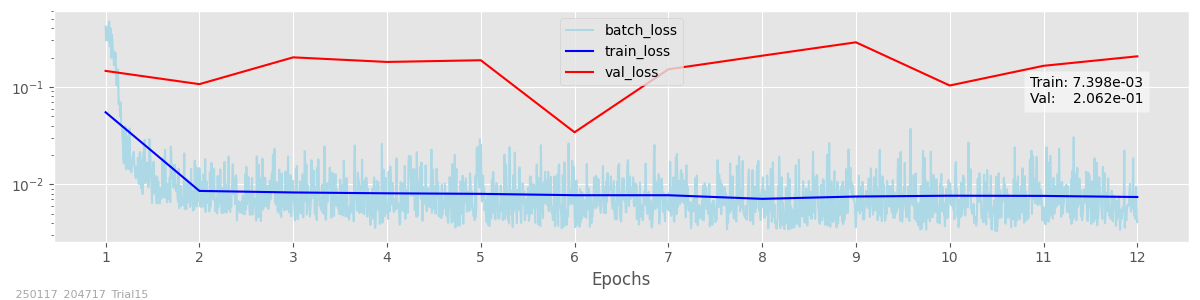 batch_loss
train_loss
val_loss
Train: 7.398e-03
Val: 2.062e-01
10⁻¹
10⁻²
1 2 3 4 5 6 7 8 9 10 11 12
Epochs
250117_204717_Trial15